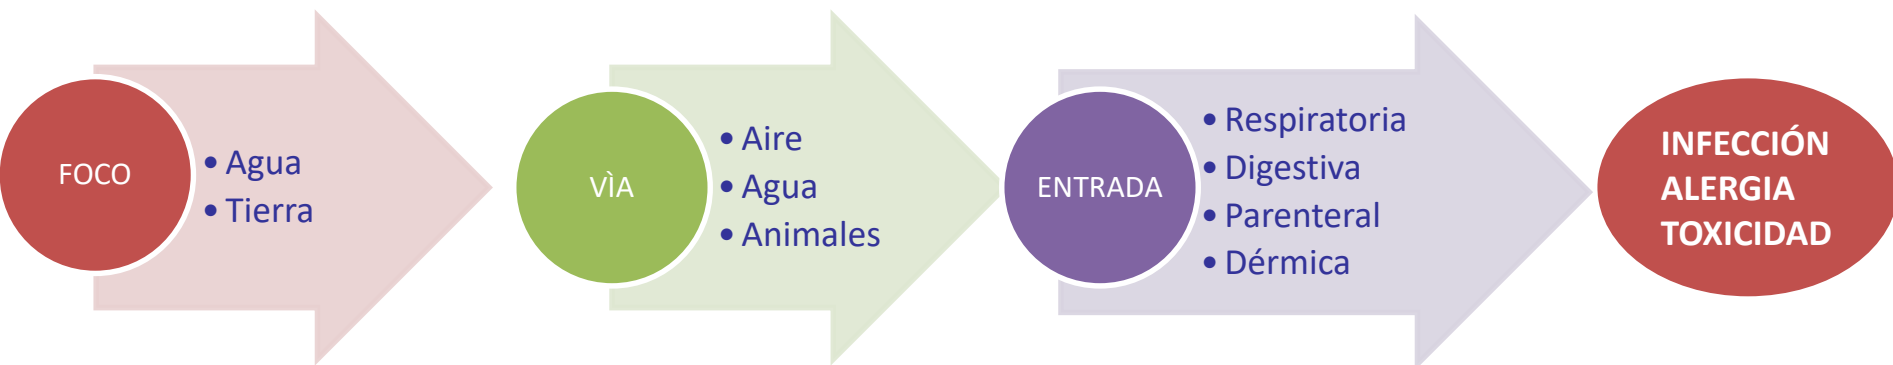 FOCO
• Agua
• Tierra
VÌA
• Aire
• Agua
• Animales
ENTRADA
• Respiratoria
• Digestiva
• Parenteral
• Dérmica
INFECCIÓN
ALERGIA
TOXICIDAD